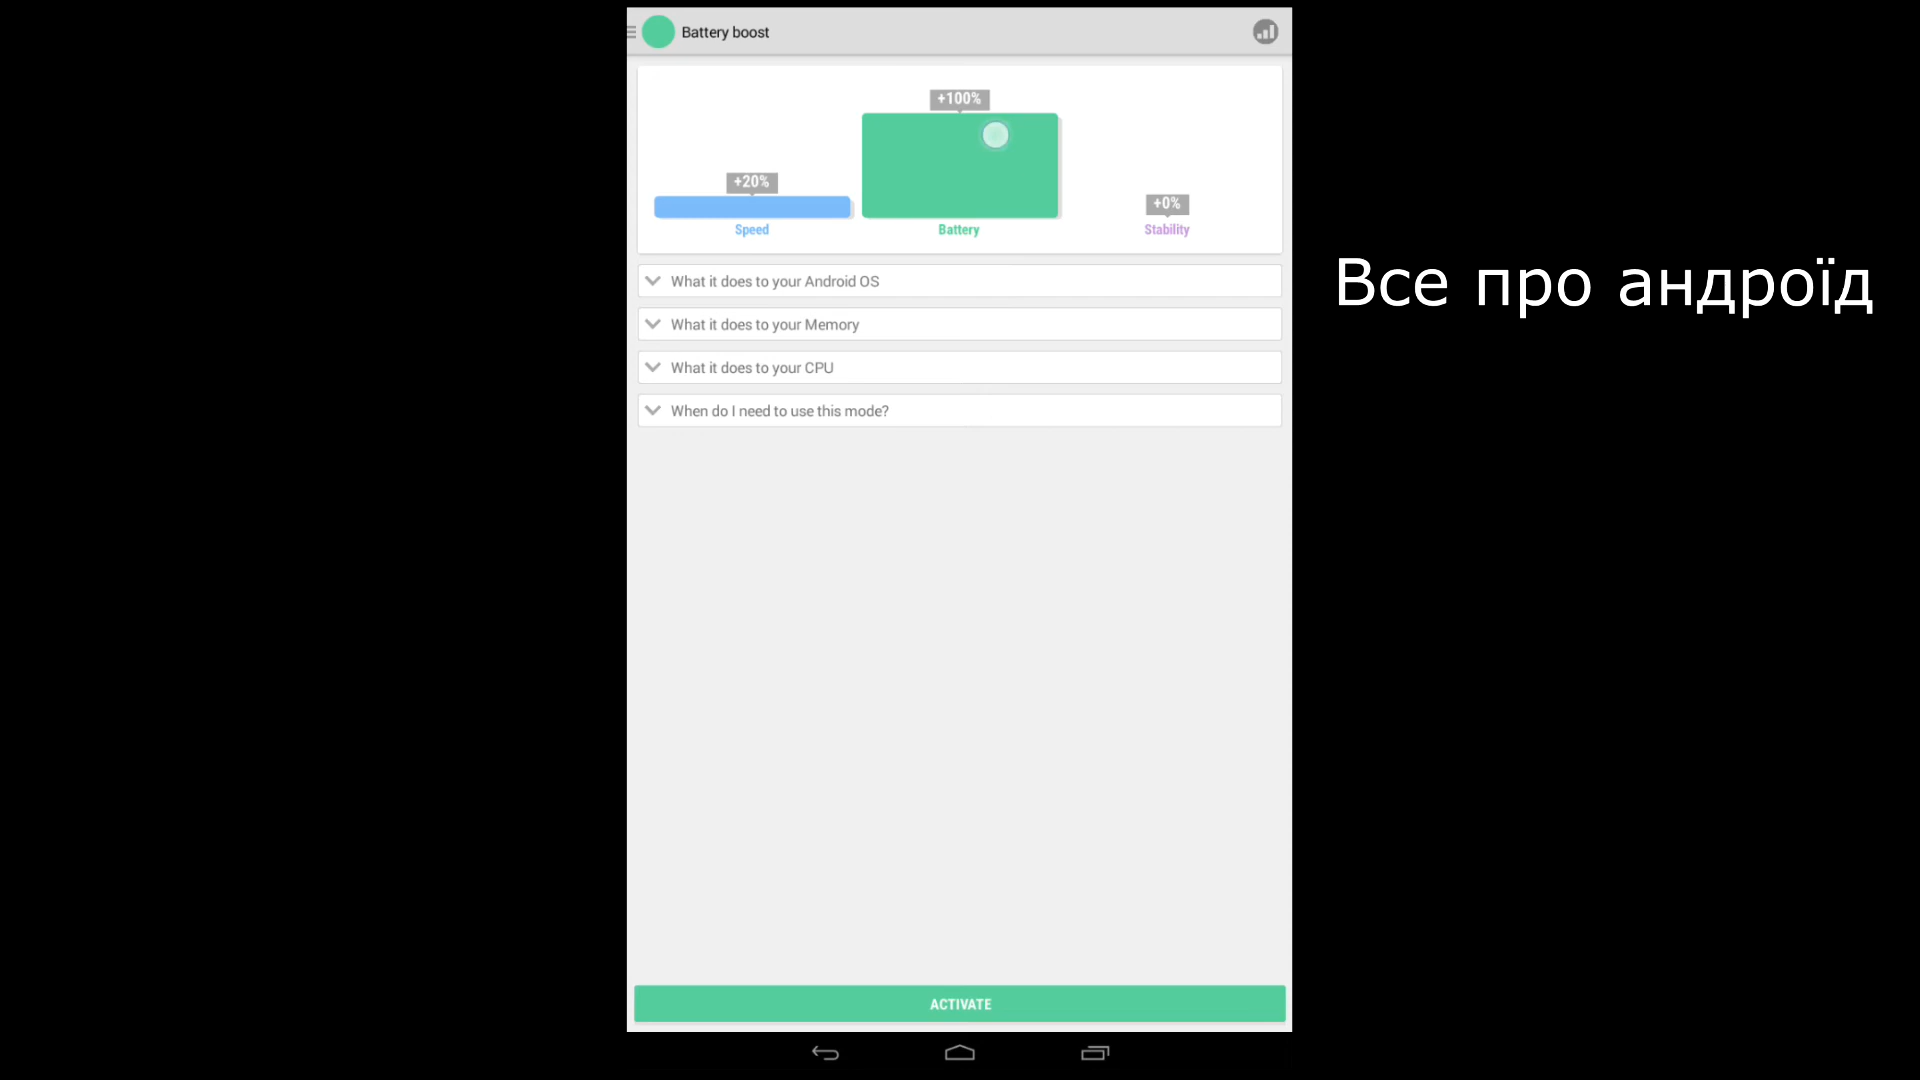 Battery boost
+100%
+20%
+0%
Speed
Battery
Stability
What it does to your Android OS
What it does to your Memory
What it does to your CPU
When do I need to use this mode?
ACTIVATE
Все про андроїд